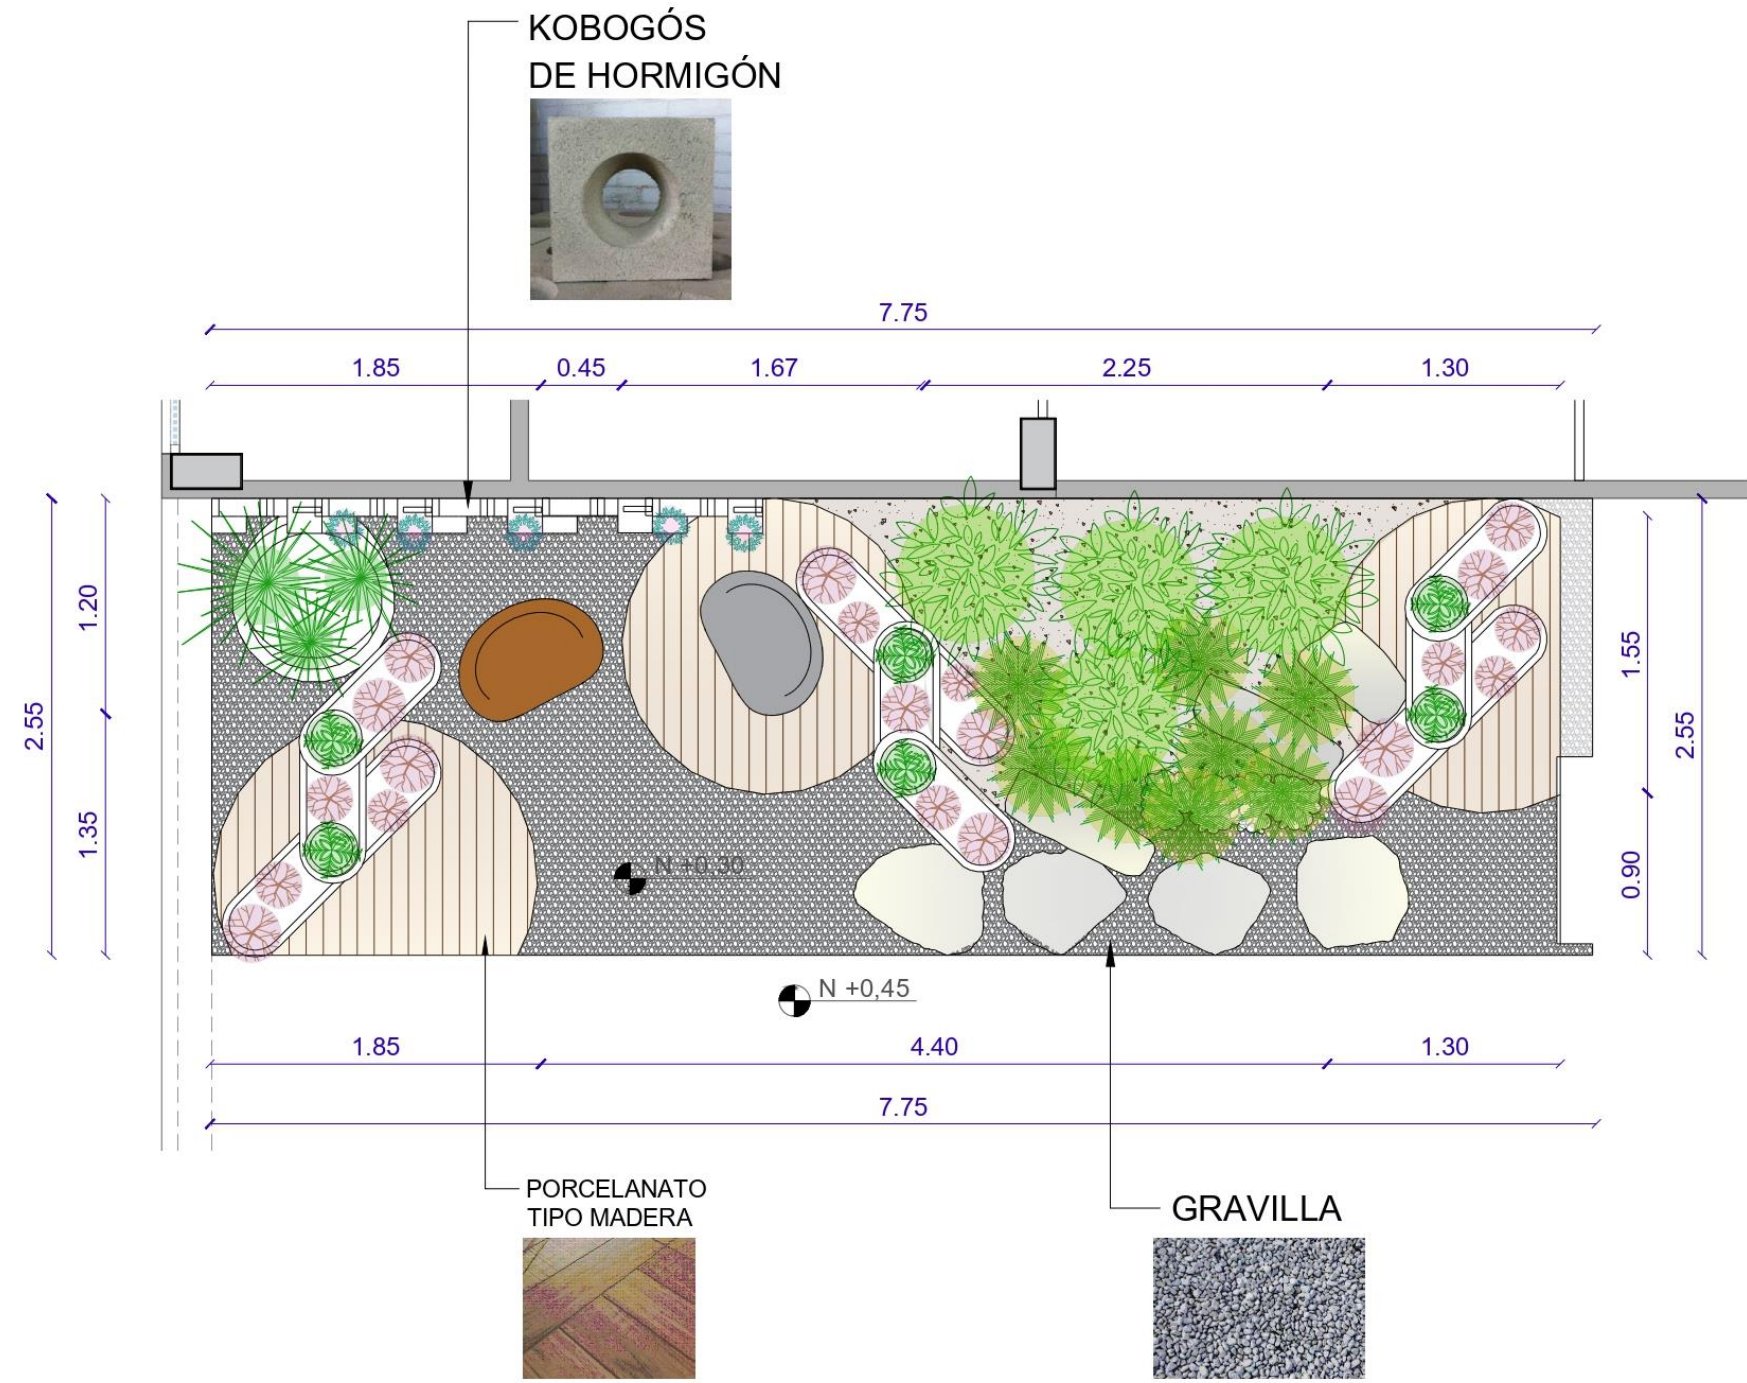 KOBOGÓS
DE HORMIGÓN
7.75
1.85
0.45
1.67
2.25
1.30
2.55
1.20
1.35
1.55
0.90
2.55
N +0.30
N +0,45
1.85
4.40
1.30
7.75
PORCELANATO
TIPO MADERA
GRAVILLA